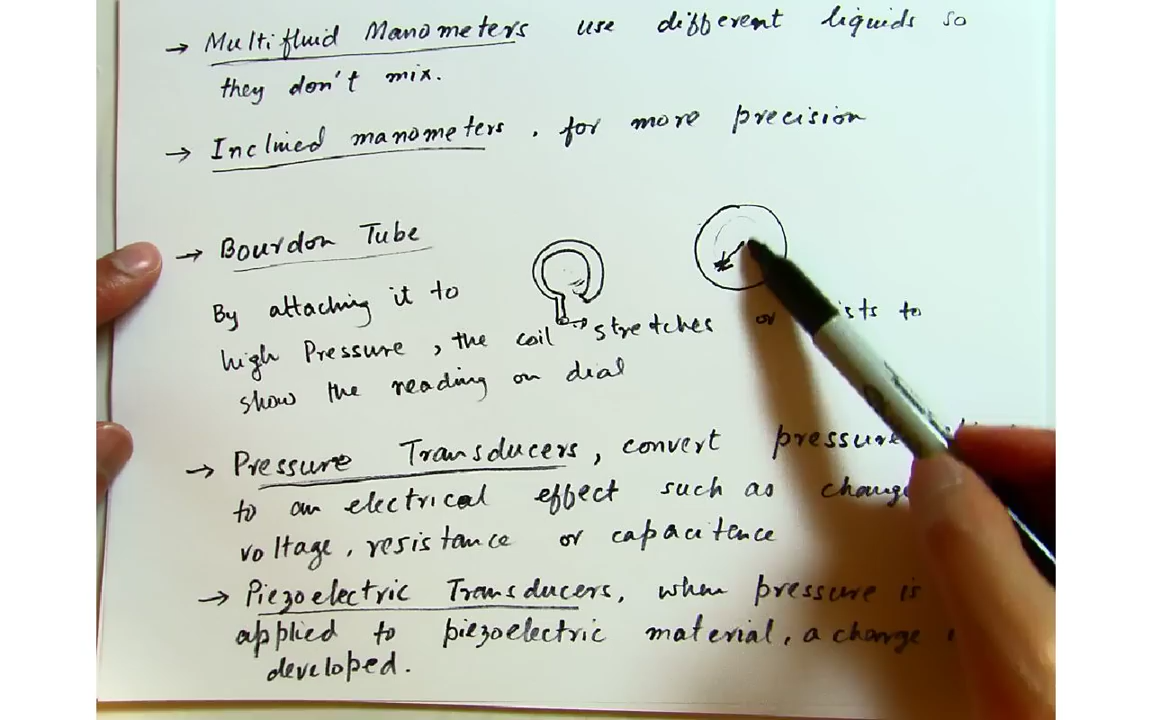 → Multifluid Manometers use different liquids so
they don't mix.
→ Inclined manometers, for more precision
→ Bourdon Tube
By attaching it to
high Pressure, the coil stretches or
show the reading on dial
→ Pressure Transducers, convert pressure
to an electrical effect such as change
voltage, resistance or capacitence
→ Piezoelectric Transducers, when pressure is
applied to piezoelectric material, a change
developed.